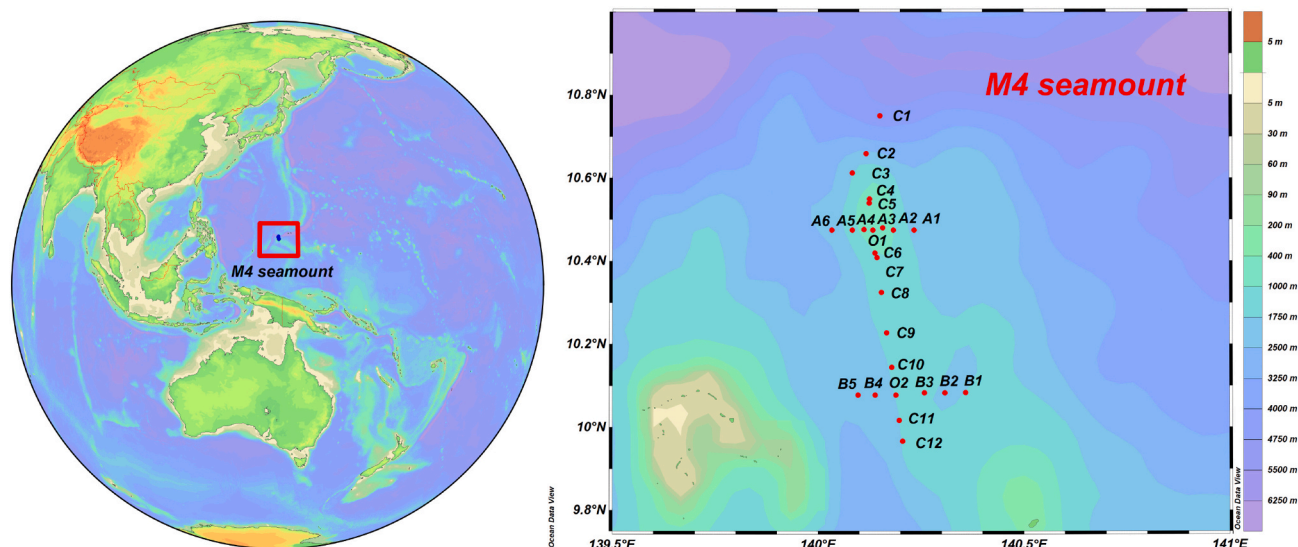 M4 seamount
Ocean Data View
M4 seamount
10.8°N
10.6°N
10.4°N
10.2°N
10°N
9.8°N
139.5°E
140°E
140.5°E
141°E
C1
C2
C3
C4
C5
A6 A5 A4 A3 A2 A1
O1
C6
C7
C8
C9
C10
B5 B4 O2 B3 B2 B1
C11
C12
5 m
5 m
30 m
60 m
90 m
200 m
400 m
1000 m
1750 m
2500 m
3250 m
4000 m
4750 m
5500 m
6250 m
Ocean Data View